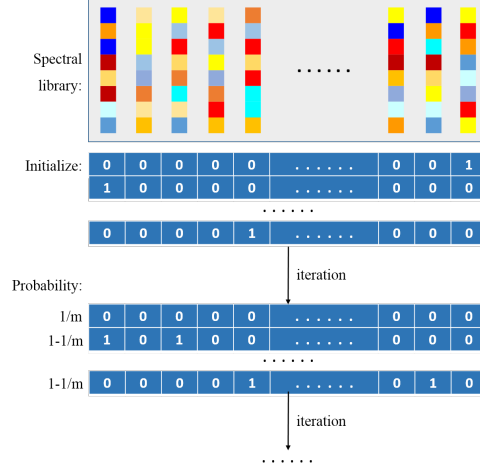 Spectral
library:
. . . . . .
Initialize:
0 0 0 0 0 . . . . . . 0 0 1
1 0 0 0 0 . . . . . . 0 0 0
. . . . . .
0 0 0 0 1 . . . . . . 0 0 0
iteration
Probability:
1/m 0 0 0 0 0 . . . . . . 0 0 0
1-1/m 1 0 1 0 0 . . . . . . 0 0 0
. . . . . .
1-1/m 0 0 0 0 1 . . . . . . 0 1 0
iteration
. . . . . .